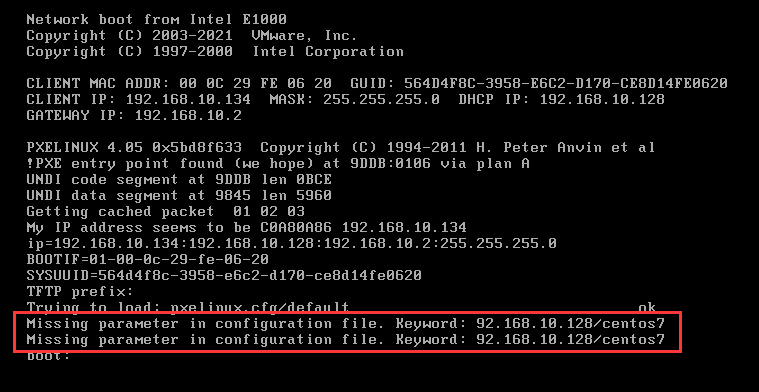 Network boot from Intel E1000
Copyright (C) 2003-2021  VMware, Inc.
Copyright (C) 1997-2000  Intel Corporation
CLIENT MAC ADDR: 00 0C 29 FE 06 20  GUID: 564D4F8C-3958-E6C2-D170-CE8D14FE0620
CLIENT IP: 192.168.10.134  MASK: 255.255.255.0  DHCP IP: 192.168.10.128
GATEWAY IP: 192.168.10.2
PXELINUX 4.05 0x5bd8f633  Copyright (C) 1994-2011 H. Peter Anvin et al
!PXE entry point found (we hope) at 9DDB:0106 via plan A
UNDI code segment at 9DDB len 0BCE
UNDI data segment at 9845 len 5960
Getting cached packet  01 02 03
My IP address seems to be C0A80A86 192.168.10.134
ip=192.168.10.134:192.168.10.128:192.168.10.2:255.255.255.0
BOOTIF=01-00-0c-29-fe-06-20
SYSUUID=564d4f8c-3958-e6c2-d170-ce8d14fe0620
TFTP prefix:
Trying to load: pxelinux.cfg/default ok
Missing parameter in configuration file. Keyword: 92.168.10.128/centos7
Missing parameter in configuration file. Keyword: 92.168.10.128/centos7
boot: